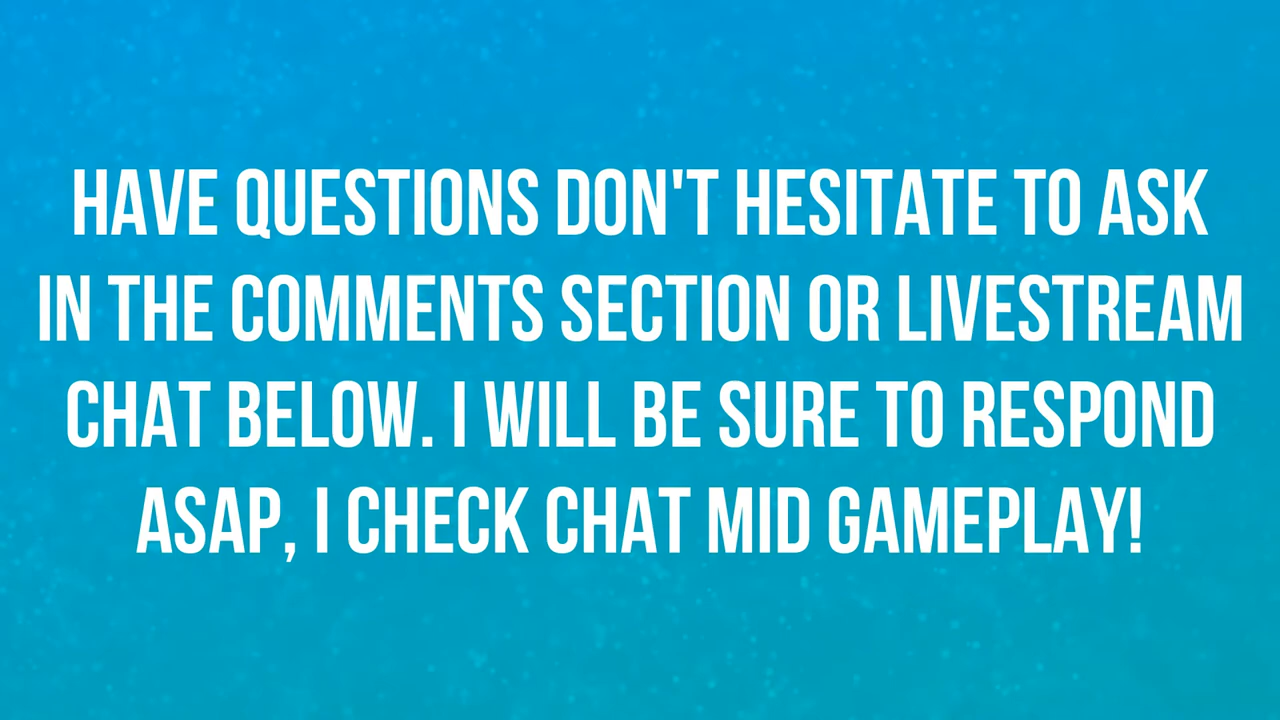 HAVE QUESTIONS DON'T HESITATE TO ASK
IN THE COMMENTS SECTION OR LIVESTREAM
CHAT BELOW. I WILL BE SURE TO RESPOND
ASAP, I CHECK CHAT MID GAMEPLAY!